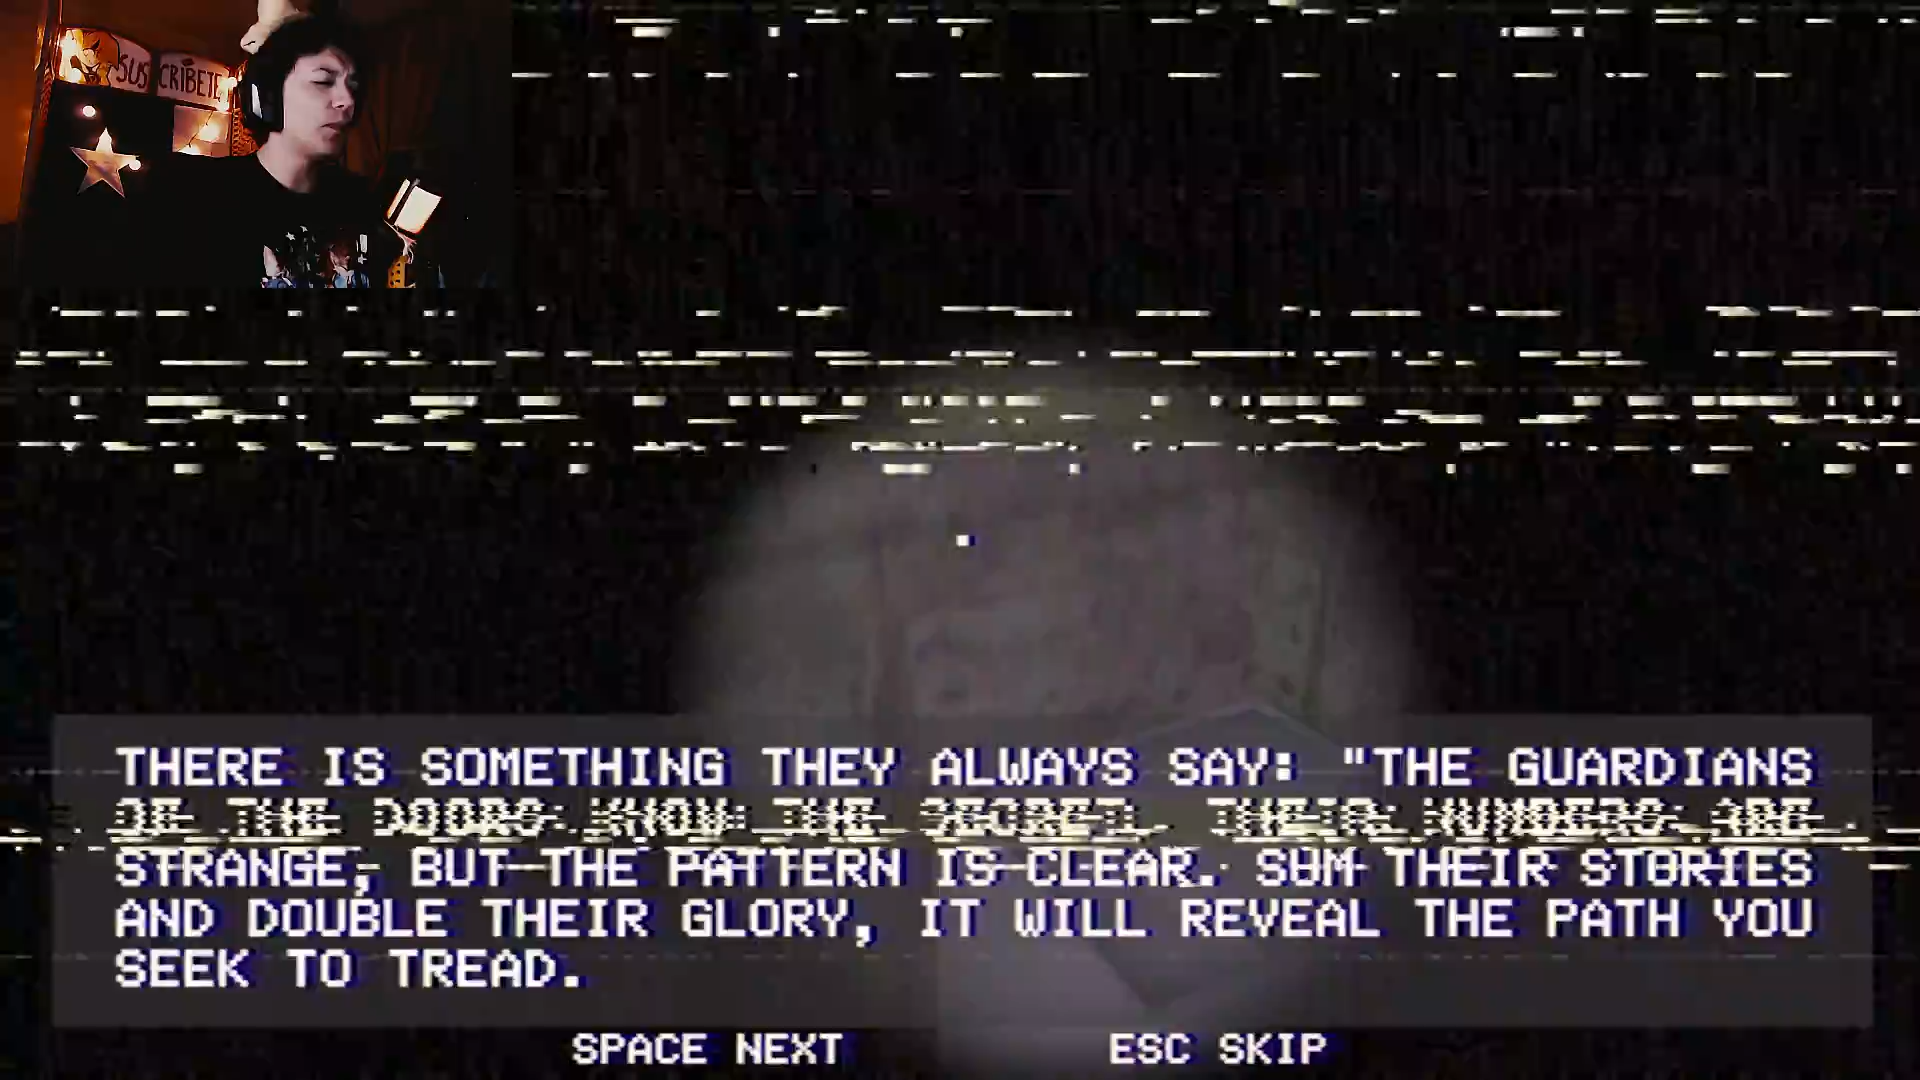 SUSCRIBETE
THERE IS SOMETHING THEY ALWAYS SAY: "THE GUARDIANS
OF THE DOORS KNOW THE SECRET. THEIR NUMBERS ARE
STRANGE, BUT THE PATTERN IS CLEAR. SUM THEIR STORIES
AND DOUBLE THEIR GLORY, IT WILL REVEAL THE PATH YOU
SEEK TO TREAD.
SPACE NEXT ESC SKIP